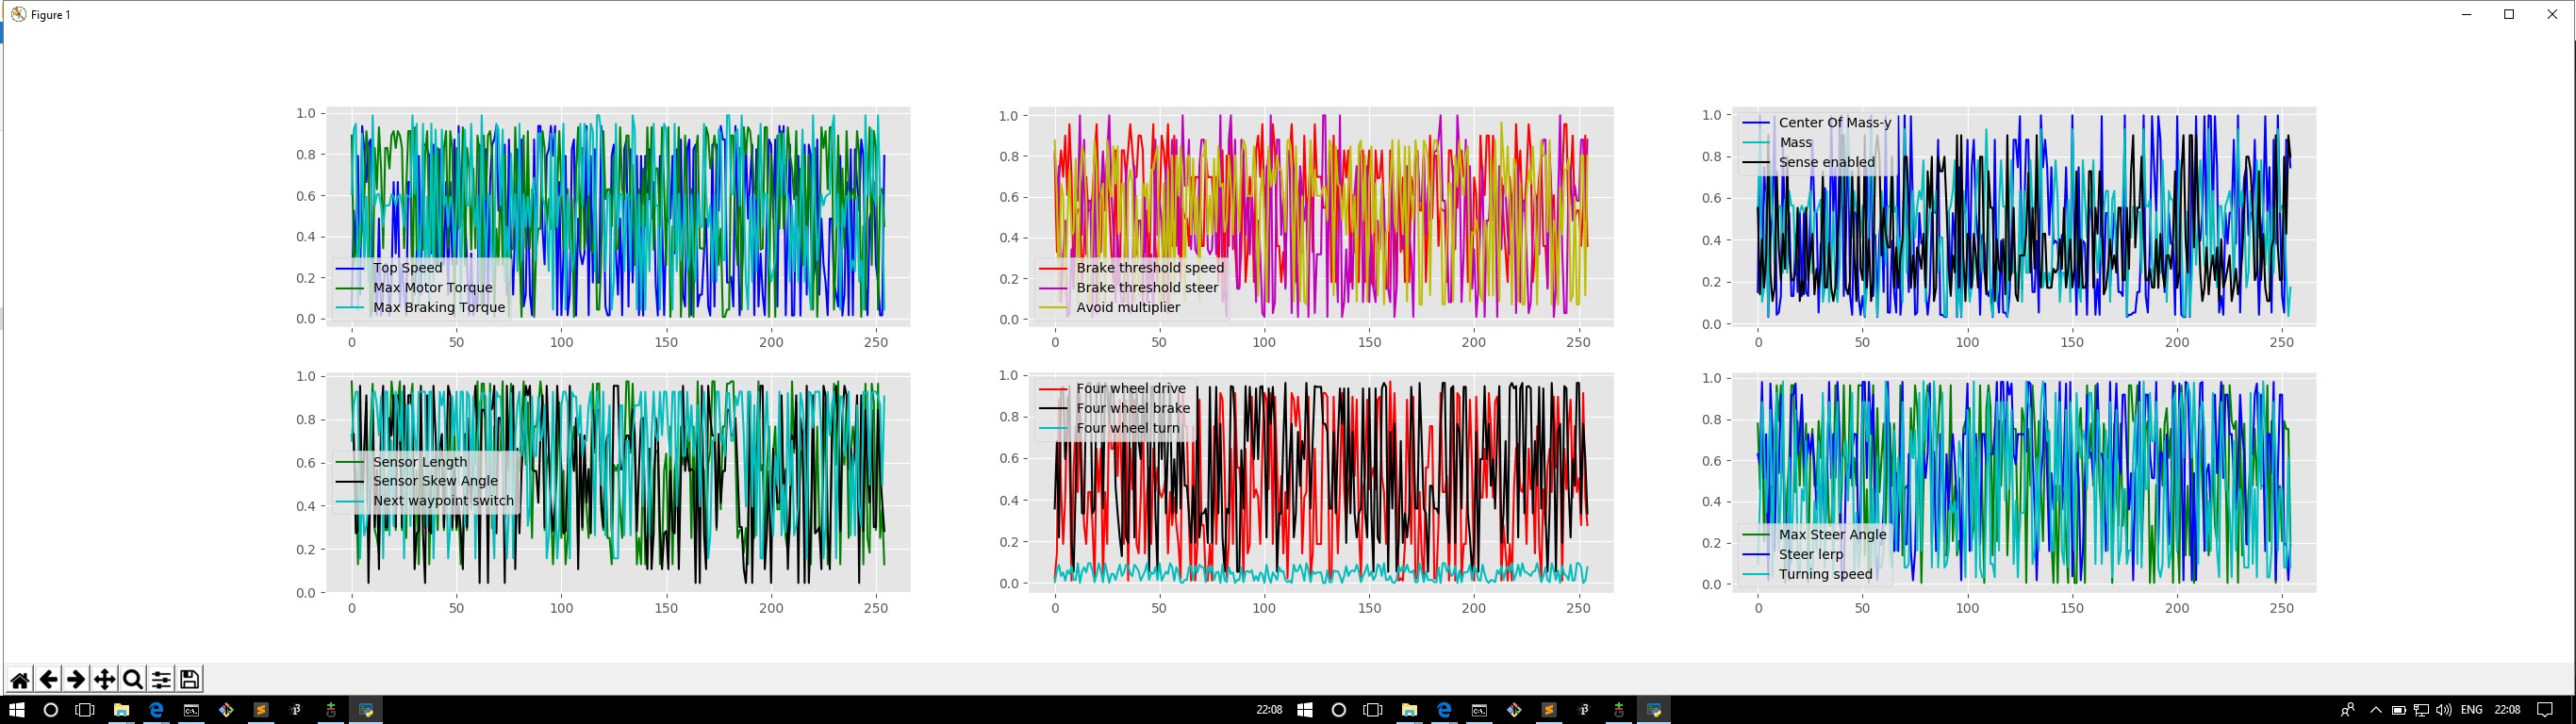 Figure 1
1.0
0.8
0.6
0.4
0.2
0.0
Top Speed
Max Motor Torque
Max Braking Torque
0 50 100 150 200 250
1.0
0.8
0.6
0.4
0.2
0.0
Brake threshold speed
Brake threshold steer
Avoid multiplier
0 50 100 150 200 250
1.0
0.8
0.6
0.4
0.2
0.0
Center Of Mass-y
Mass
Sense enabled
0 50 100 150 200 250
1.0
0.8
0.6
0.4
0.2
0.0
Sensor Length
Sensor Skew Angle
Next waypoint switch
0 50 100 150 200 250
1.0
0.8
0.6
0.4
0.2
0.0
Four wheel drive
Four wheel brake
Four wheel turn
0 50 100 150 200 250
1.0
0.8
0.6
0.4
0.2
0.0
Max Steer Angle
Steer lerp
Turning speed
0 50 100 150 200 250
22:08
ENG 22:08